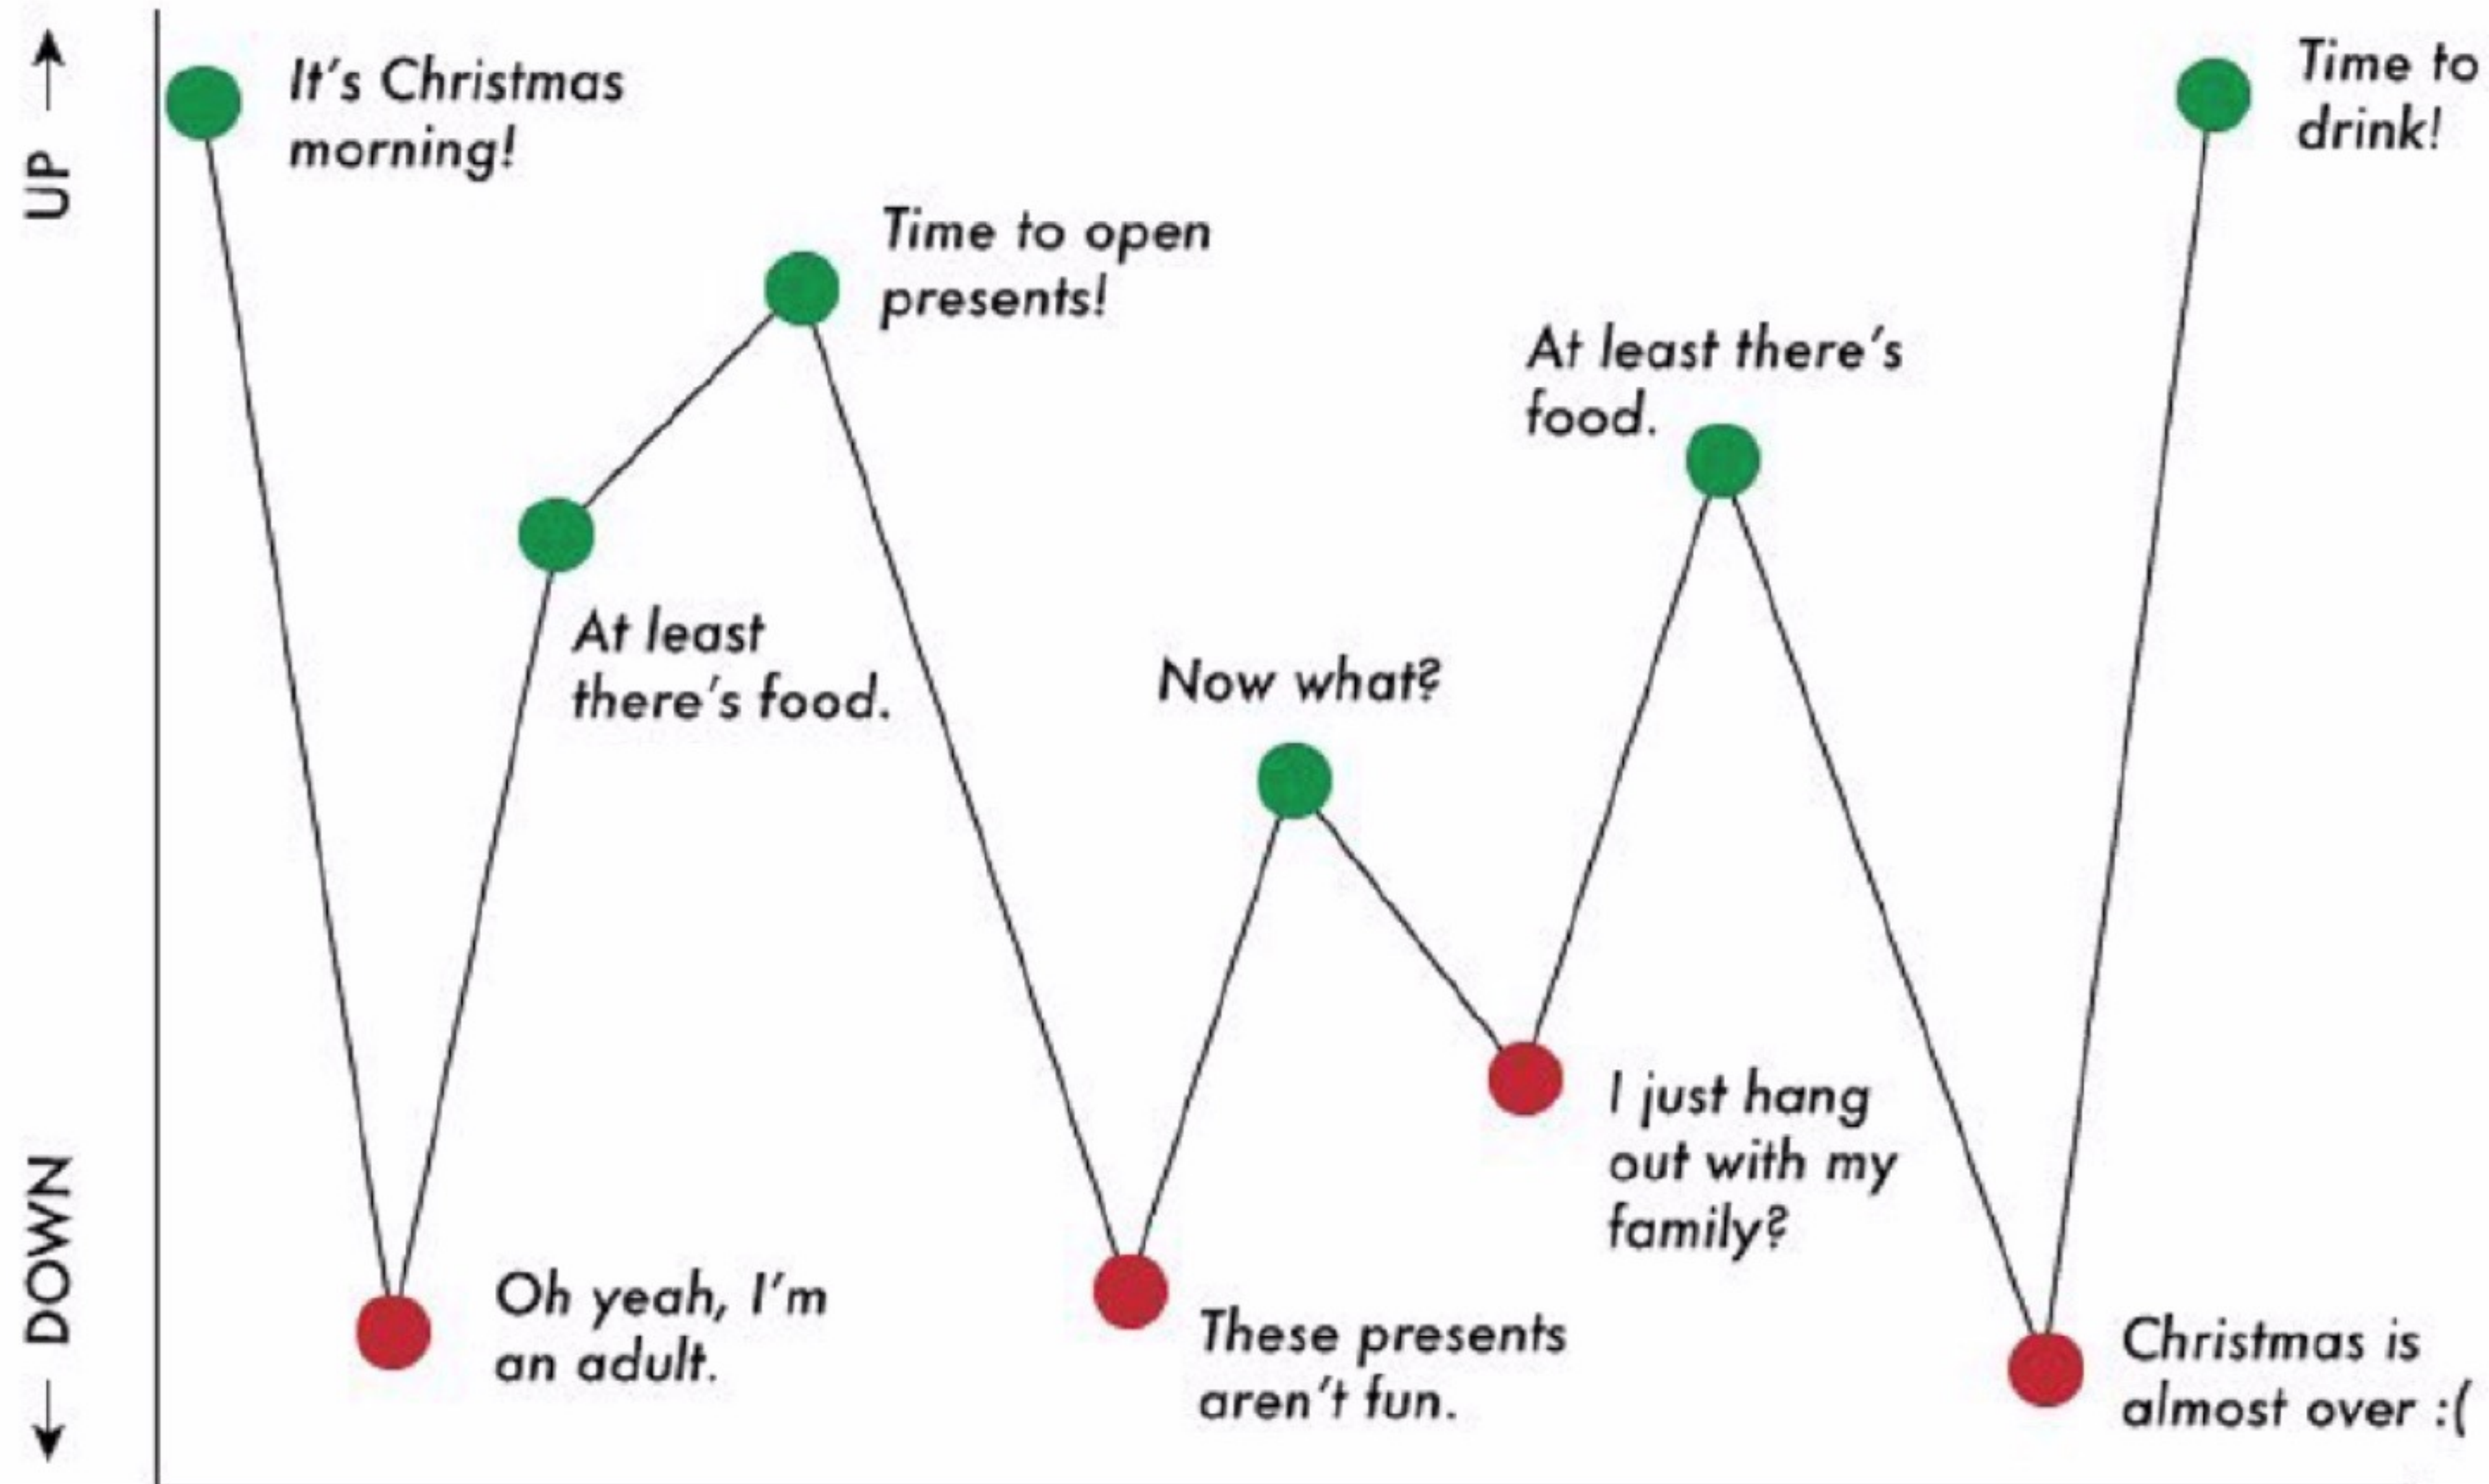 UP
DOWN
It's Christmas
morning!
Oh yeah, I'm
an adult.
At least
there's food.
Time to open
presents!
These presents
aren't fun.
Now what?
I just hang
out with my
family?
At least there's
food.
Christmas is
almost over :(
Time to
drink!